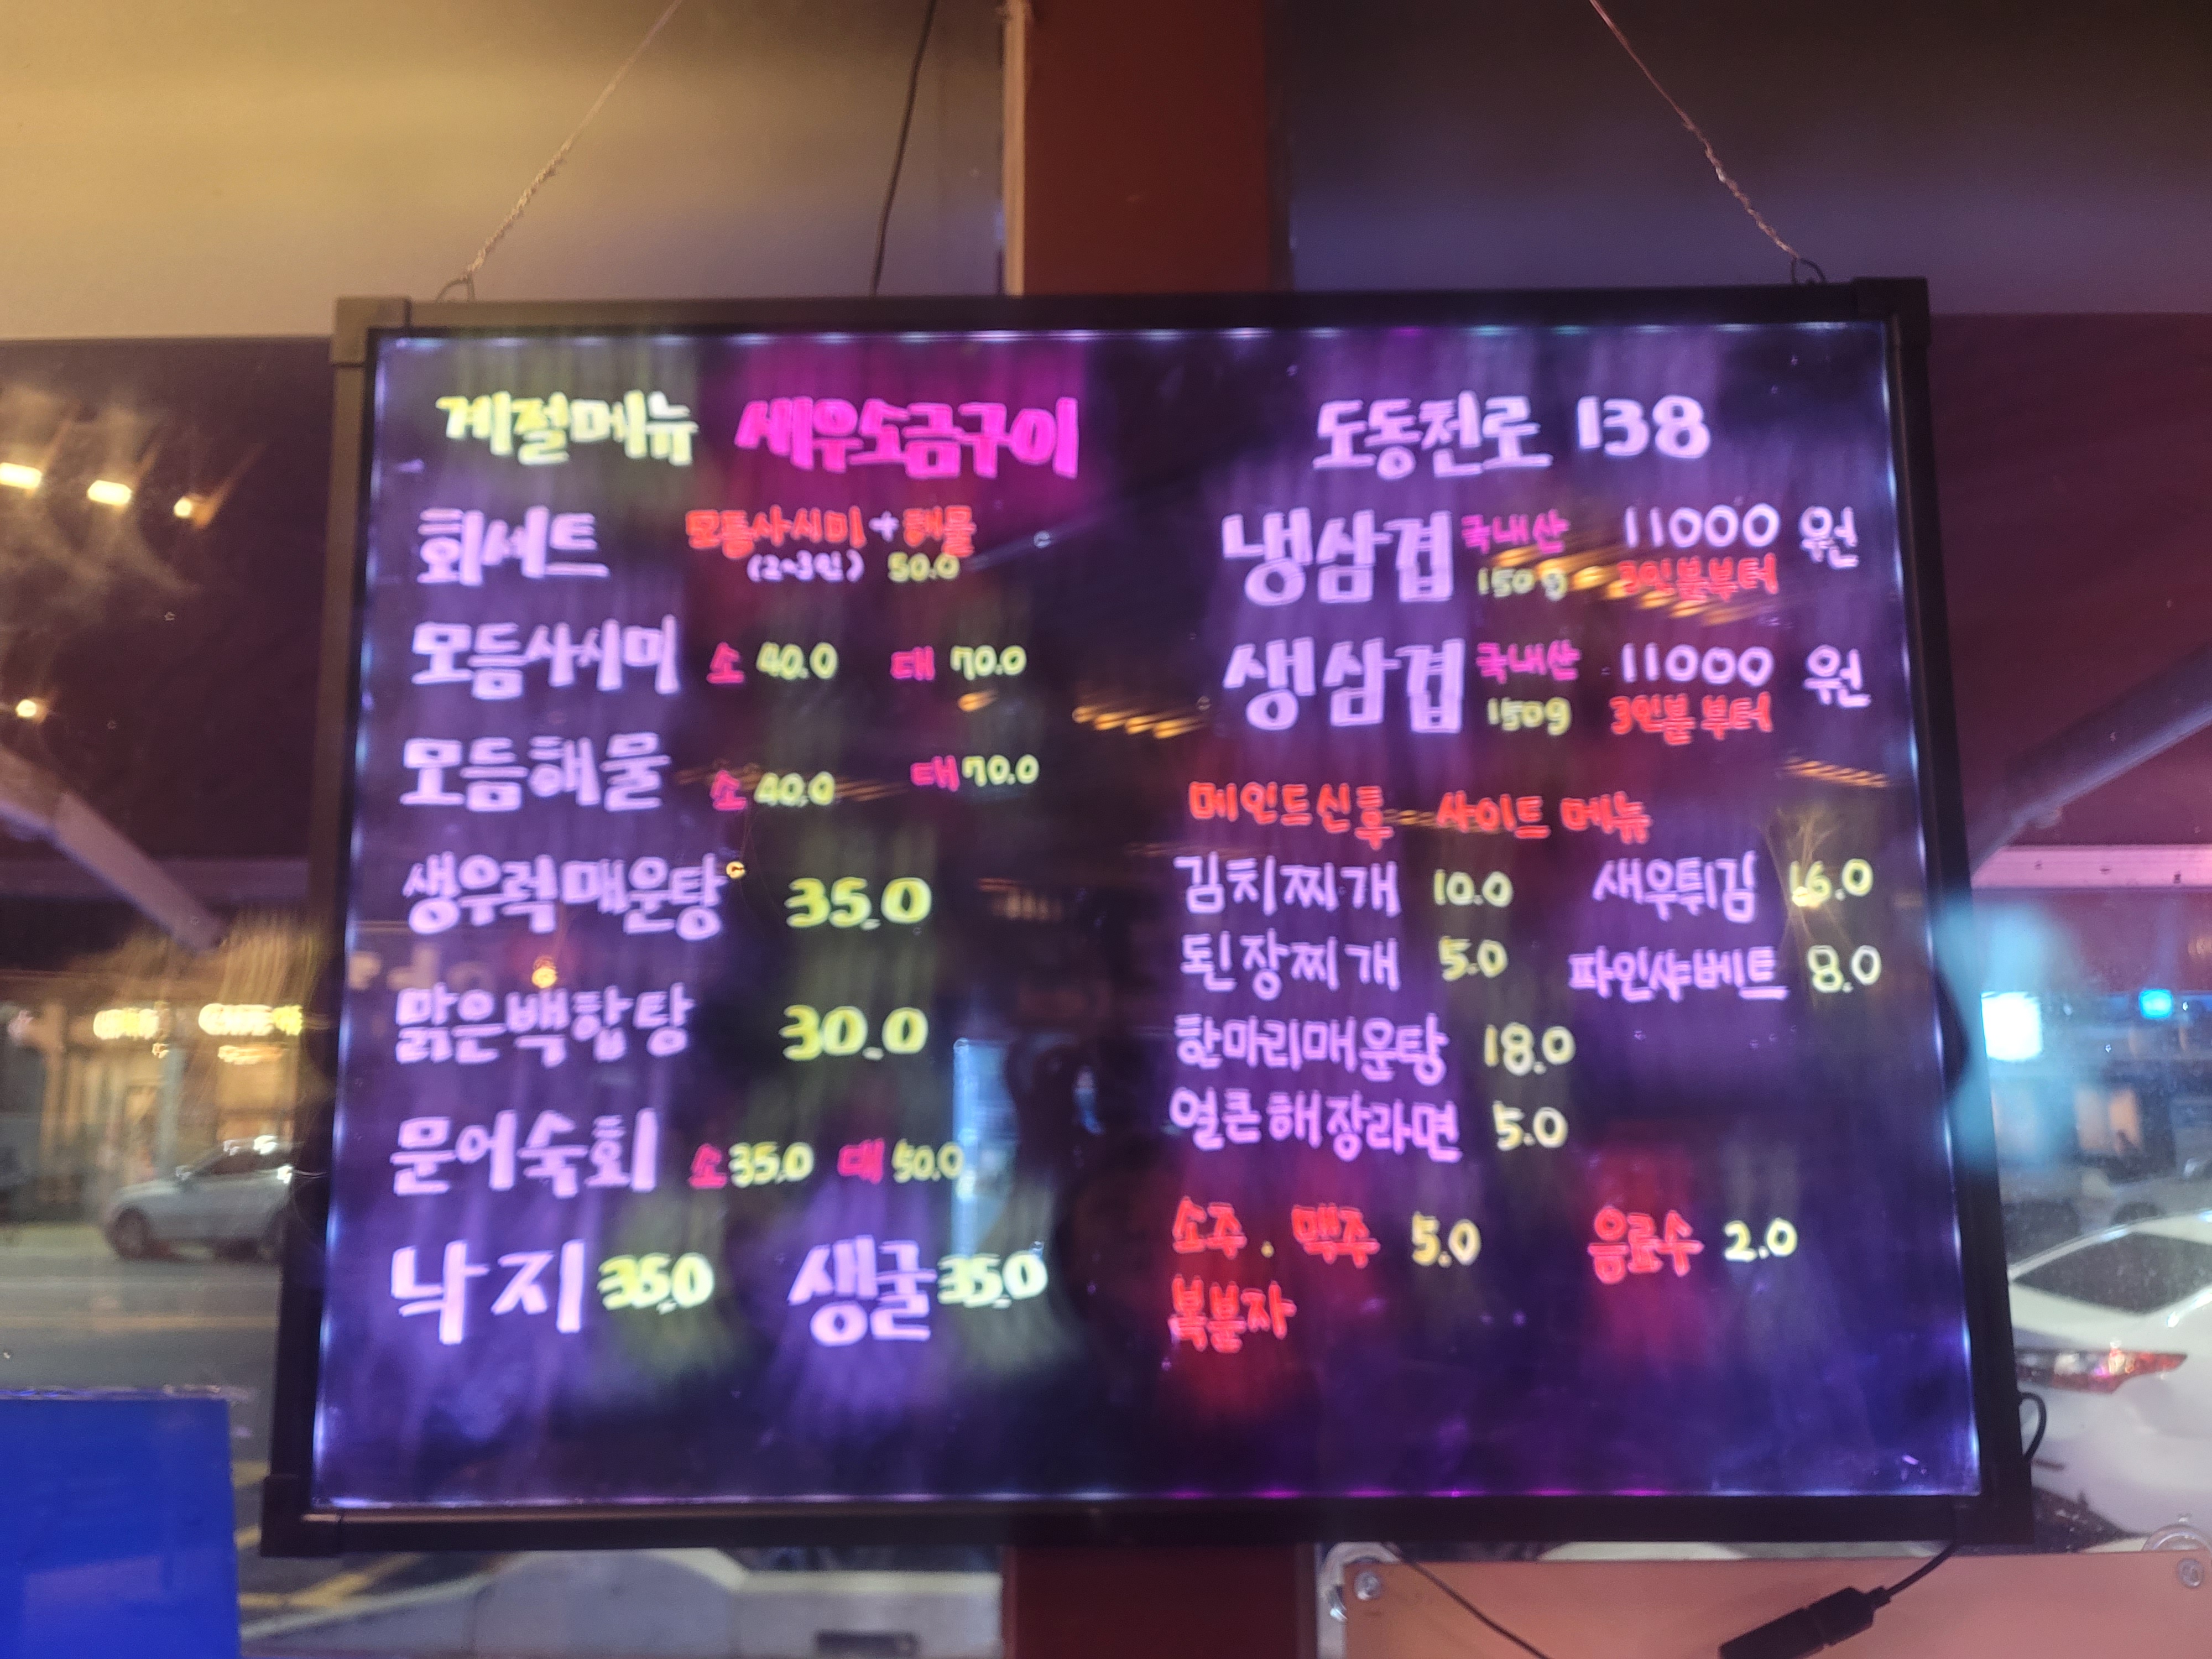 계절메뉴 새우소금구이
회세트 모듬사시미 + 해물
(2~3인) 50.0
모듬사시미 소 40.0 대 70.0
모듬해물 소 40.0 대 70.0
생우럭매운탕 35.0
맑은백합탕 30.0
문어숙회 소 35.0 대 50.0
낙지 35.0 생굴 35.0
도동천로 138
냉삼겹 국내산 11000 원
150g 3인분부터
생삼겹 국내산 11000 원
150g 3인분 부터
메인드신후 - 사이트 메뉴
김치찌개 10.0 새우튀김 16.0
된장찌개 5.0 파인샤베트 8.0
한마리매운탕 18.0
얼큰해장라면 5.0
소주 . 맥주 5.0 음료수 2.0
복분자